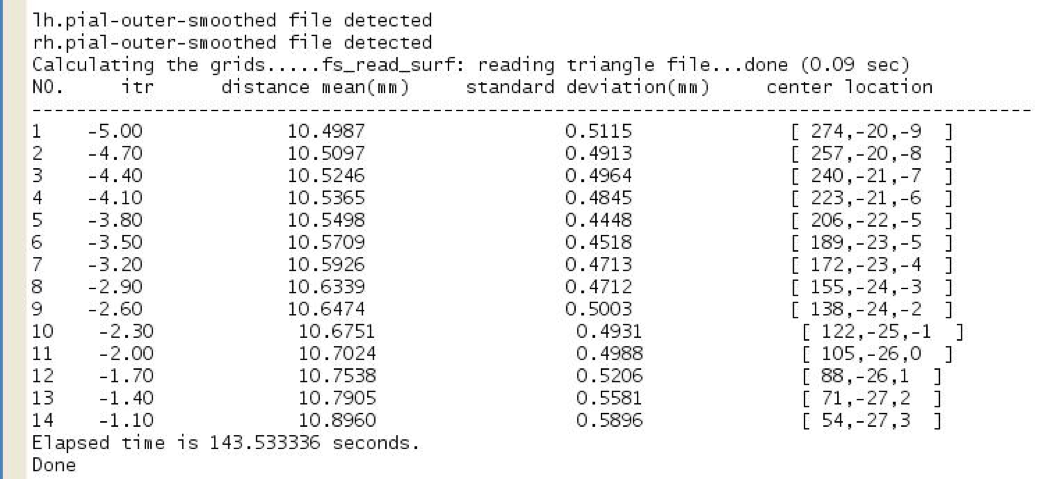 lh.pial-outer-smoothed file detected
rh.pial-outer-smoothed file detected
Calculating the grids.....fs_read_surf: reading triangle file...done (0.09 sec)
NO. itr distance mean(mm) standard deviation(mm) center location
--------------------------------------------------------------------------------------------
1 -5.00 10.4987 0.5115 [ 274,-20,-9 ]
2 -4.70 10.5097 0.4913 [ 257,-20,-8 ]
3 -4.40 10.5246 0.4964 [ 240,-21,-7 ]
4 -4.10 10.5365 0.4845 [ 223,-21,-6 ]
5 -3.80 10.5498 0.4448 [ 206,-22,-5 ]
6 -3.50 10.5709 0.4518 [ 189,-23,-5 ]
7 -3.20 10.5926 0.4713 [ 172,-23,-4 ]
8 -2.90 10.6339 0.4712 [ 155,-24,-3 ]
9 -2.60 10.6474 0.5003 [ 138,-24,-2 ]
10 -2.30 10.6751 0.4931 [ 122,-25,-1 ]
11 -2.00 10.7024 0.4988 [ 105,-26,0 ]
12 -1.70 10.7538 0.5206 [ 88,-26,1 ]
13 -1.40 10.7905 0.5581 [ 71,-27,2 ]
14 -1.10 10.8960 0.5896 [ 54,-27,3 ]
Elapsed time is 143.533336 seconds.
Done